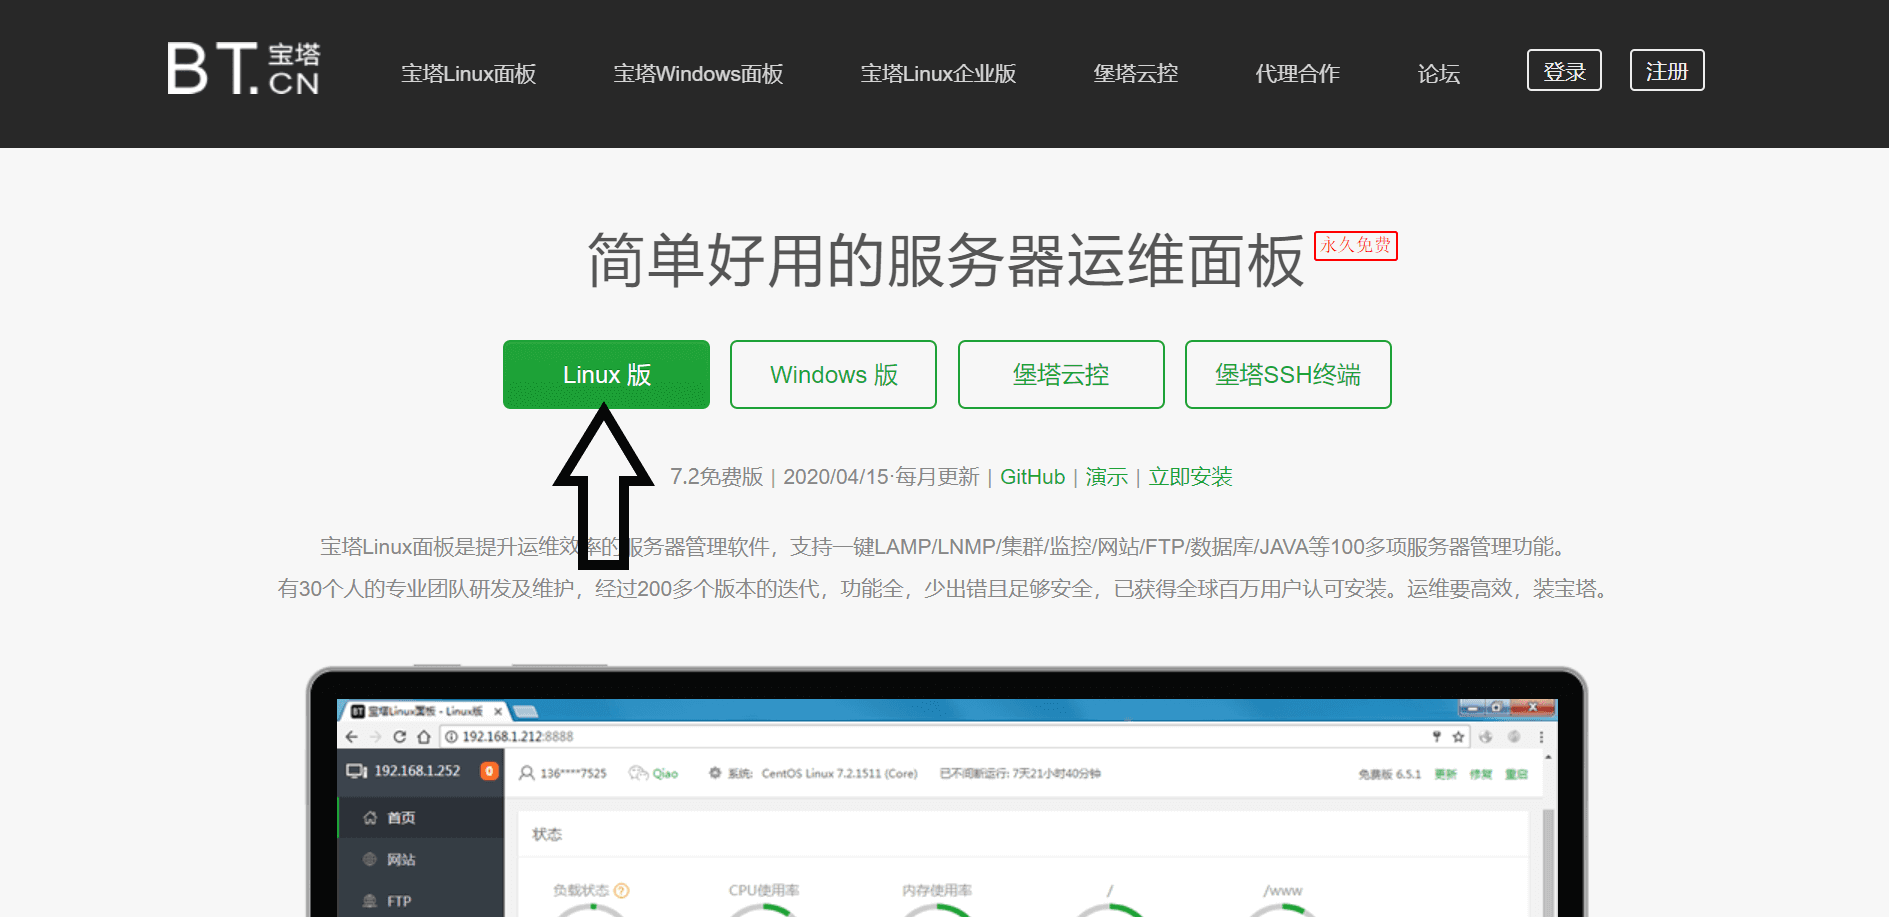 BT.CN 宝塔
宝塔Linux面板
宝塔Windows面板
宝塔Linux企业版
堡塔云控
代理合作
论坛
登录
注册
简单好用的服务器运维面板
永久免费
Linux 版
Windows 版
堡塔云控
堡塔SSH终端
7.2免费版 | 2020/04/15·每月更新 | GitHub | 演示 | 立即安装
宝塔Linux面板是提升运维效率的服务器管理软件，支持一键LAMP/LNMP/集群/监控/网站/FTP/数据库/JAVA等100多项服务器管理功能。
有30个人的专业团队研发及维护，经过200多个版本的迭代，功能全，少出错且足够安全，已获得全球百万用户认可安装。运维要高效，装宝塔。
BT 宝塔Linux面板 - Linux版
192.168.1.212:8888
192.168.1.252
0
136****7525
Qiao
系统: CentOS Linux 7.2.1511 (Core)
已不间断运行: 7天21小时40分钟
免费版 6.5.1
更新
修复
重启
首页
状态
网站
负载状态
CPU使用率
内存使用率
/
/www
FTP